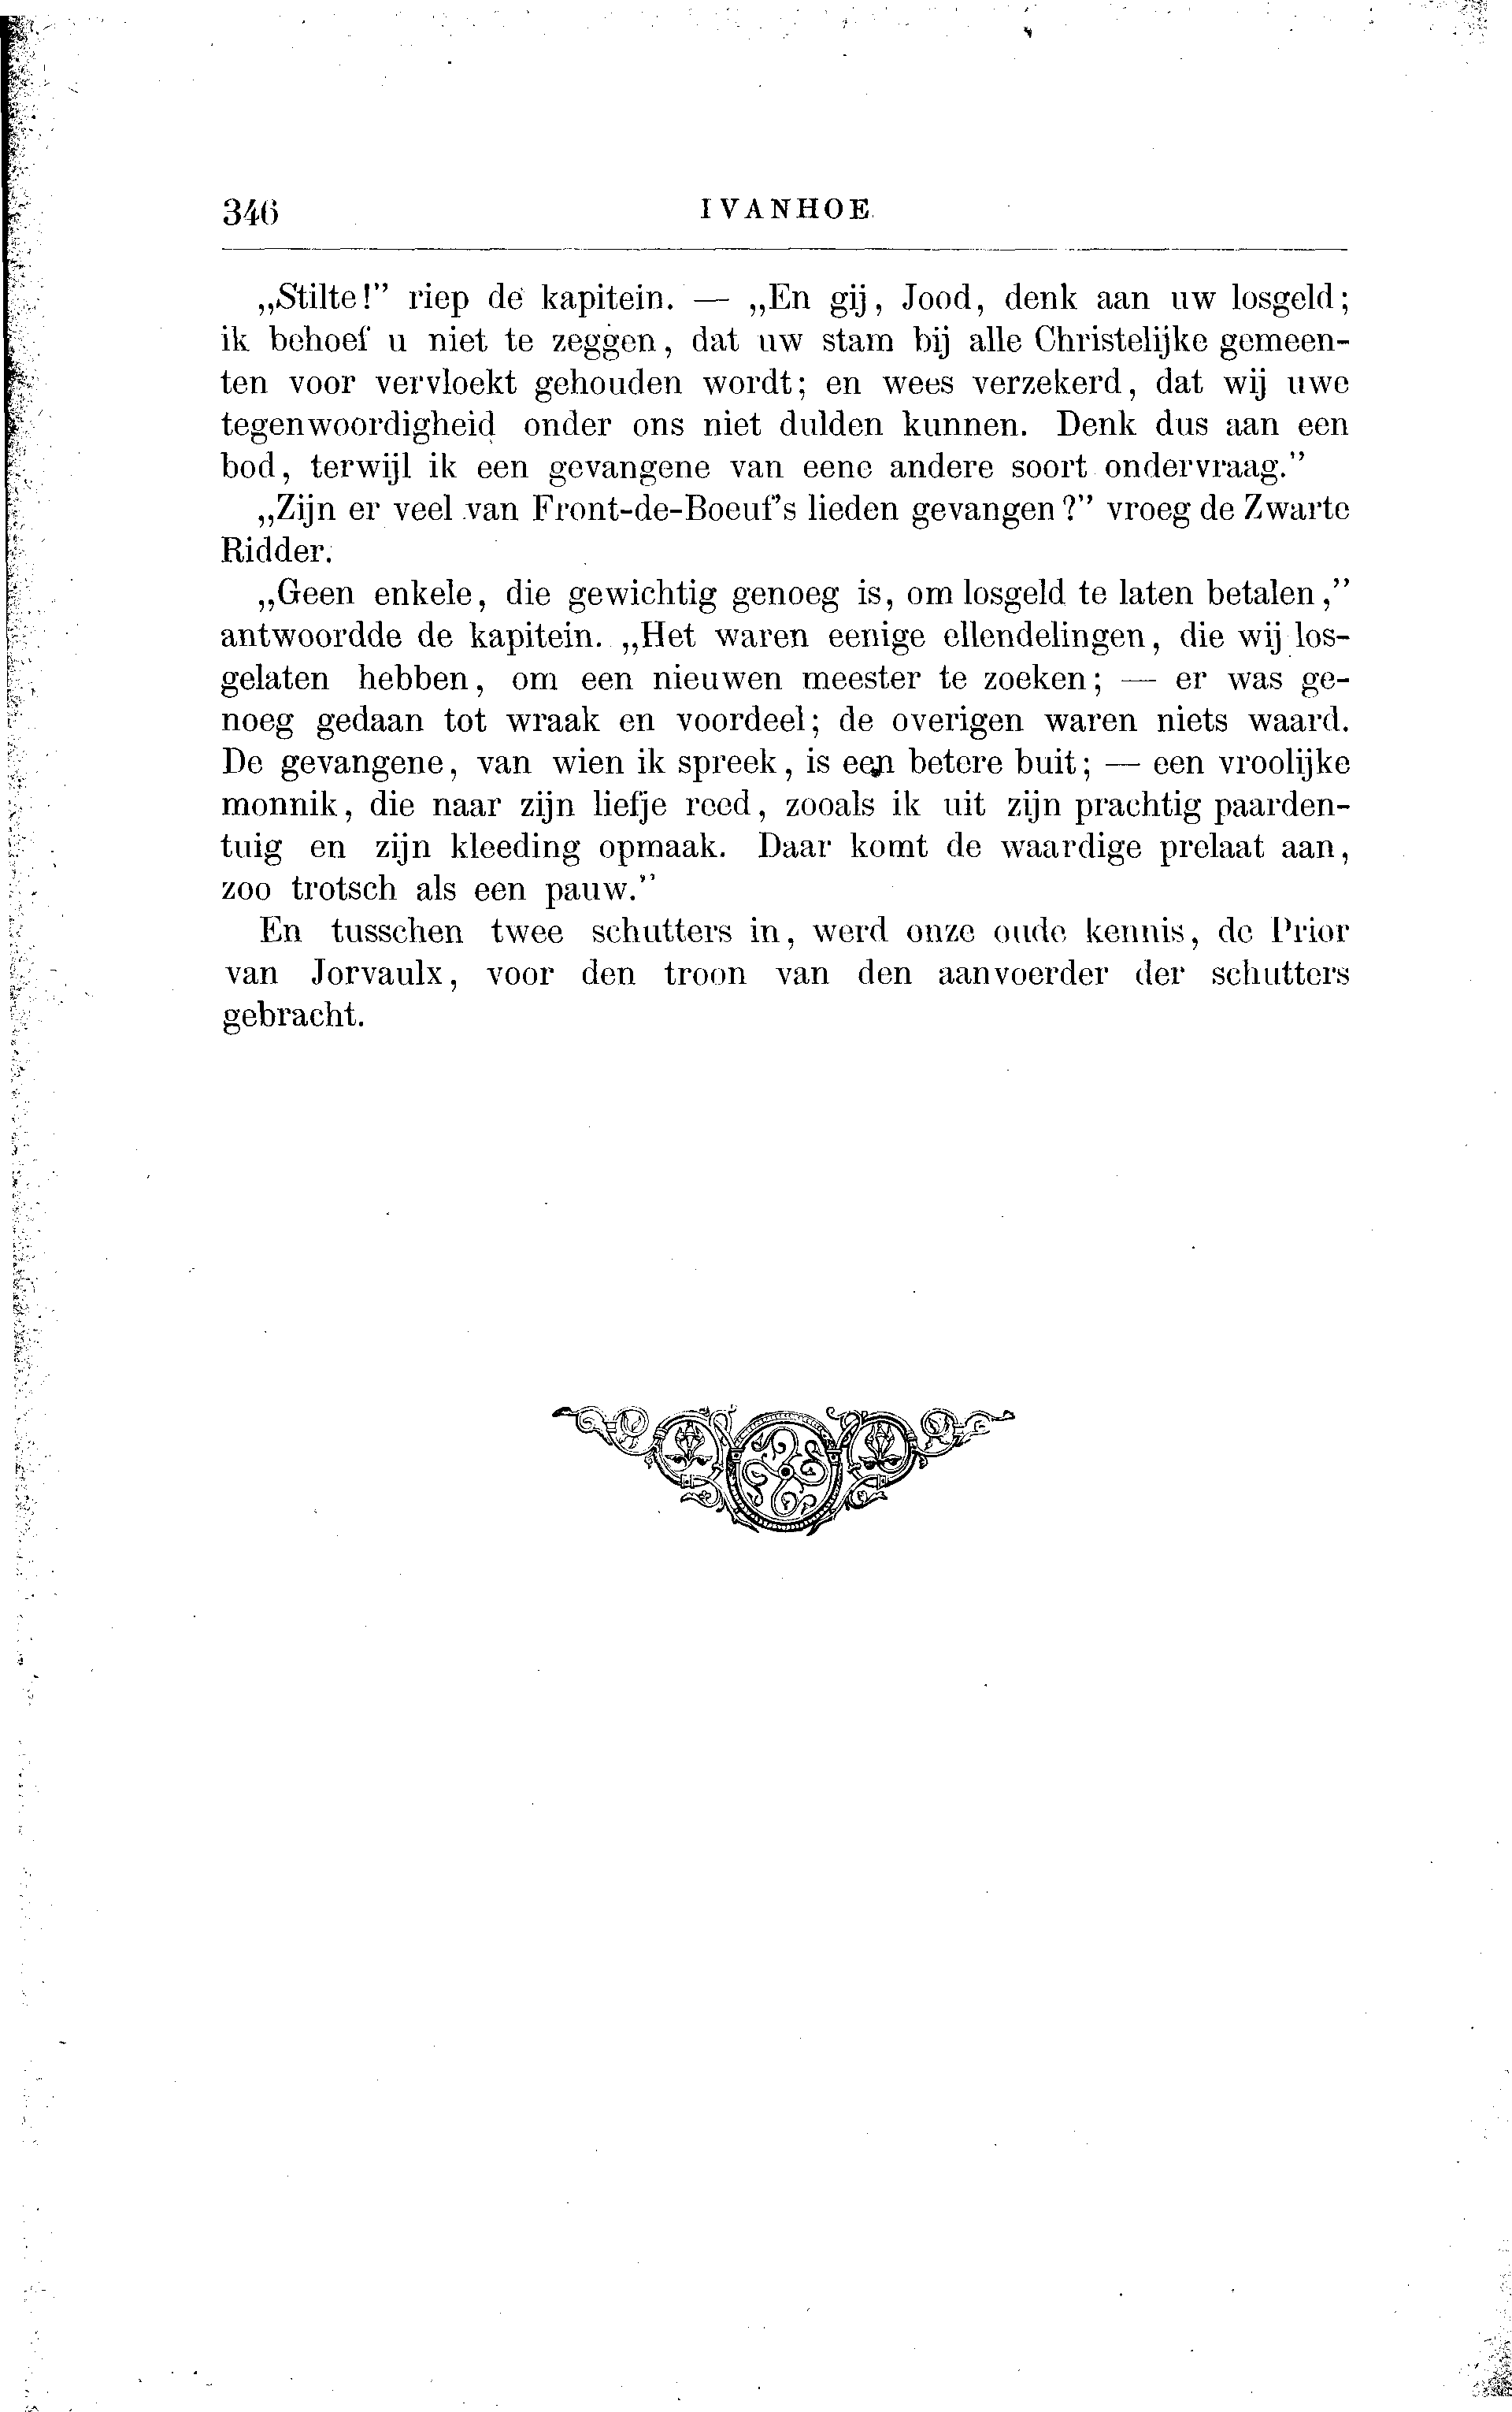 346 IVANHOE.
„Stilte!” riep de kapitein. — „En gij, Jood, denk aan uw losgeld;
ik behoef u niet te zeggen, dat uw stam bij alle Christelijke gemeen-
ten voor vervloekt gehouden wordt; en wees verzekerd, dat wij uwe
tegenwoordigheid onder ons niet dulden kunnen. Denk dus aan een
bod, terwijl ik een gevangene van eene andere soort ondervraag.”
„Zijn er veel van Front-de-Boeuf's lieden gevangen?” vroeg de Zwarte
Ridder.
„Geen enkele, die gewichtig genoeg is, om losgeld te laten betalen,”
antwoordde de kapitein. „Het waren eenige ellendelingen, die wij los-
gelaten hebben, om een nieuwen meester te zoeken; — er was ge-
noeg gedaan tot wraak en voordeel; de overigen waren niets waard.
De gevangene, van wien ik spreek, is een betere buit; — een vroolijke
monnik, die naar zijn liefje reed, zooals ik uit zijn prachtig paarden-
tuig en zijn kleeding opmaak. Daar komt de waardige prelaat aan,
zoo trotsch als een pauw.”
En tusschen twee schutters in, werd onze oude kennis, de Prior
van Jorvaulx, voor den troon van den aanvoerder der schutters
gebracht.